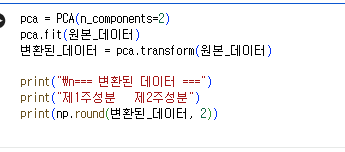 pca = PCA(n_components=2)
pca.fit(원본_데이터)
변환된_데이터 = pca.transform(원본_데이터)
print("₩n=== 변환된 데이터 ===")
print("제1주성분   제2주성분")
print(np.round(변환된_데이터, 2))